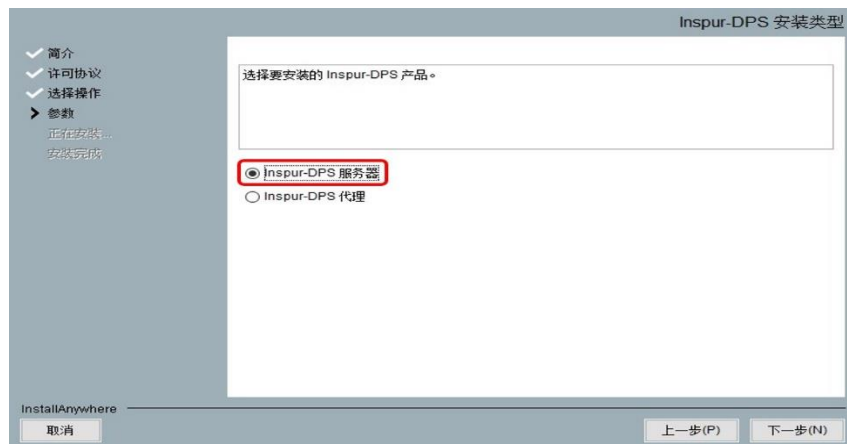 Inspur-DPS 安装类型
简介
许可协议
选择操作
参数
正在安装...
安装完成
选择要安装的 Inspur-DPS 产品。
Inspur-DPS 服务器
Inspur-DPS 代理
InstallAnywhere
取消
上一步(P)
下一步(N)